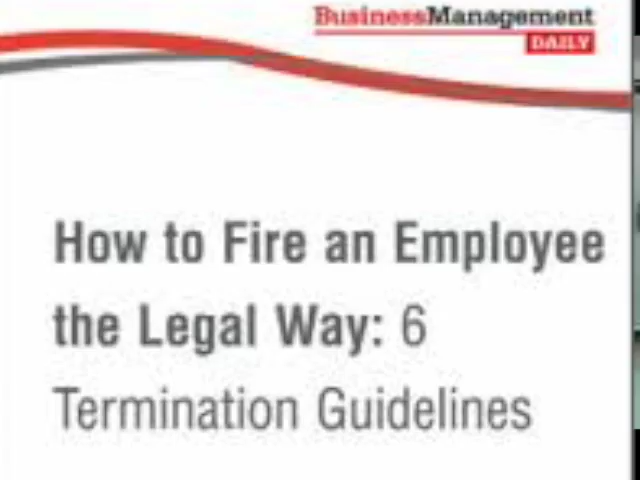 BusinessManagement
DAILY
How to Fire an Employee
the Legal Way: 6
Termination Guidelines